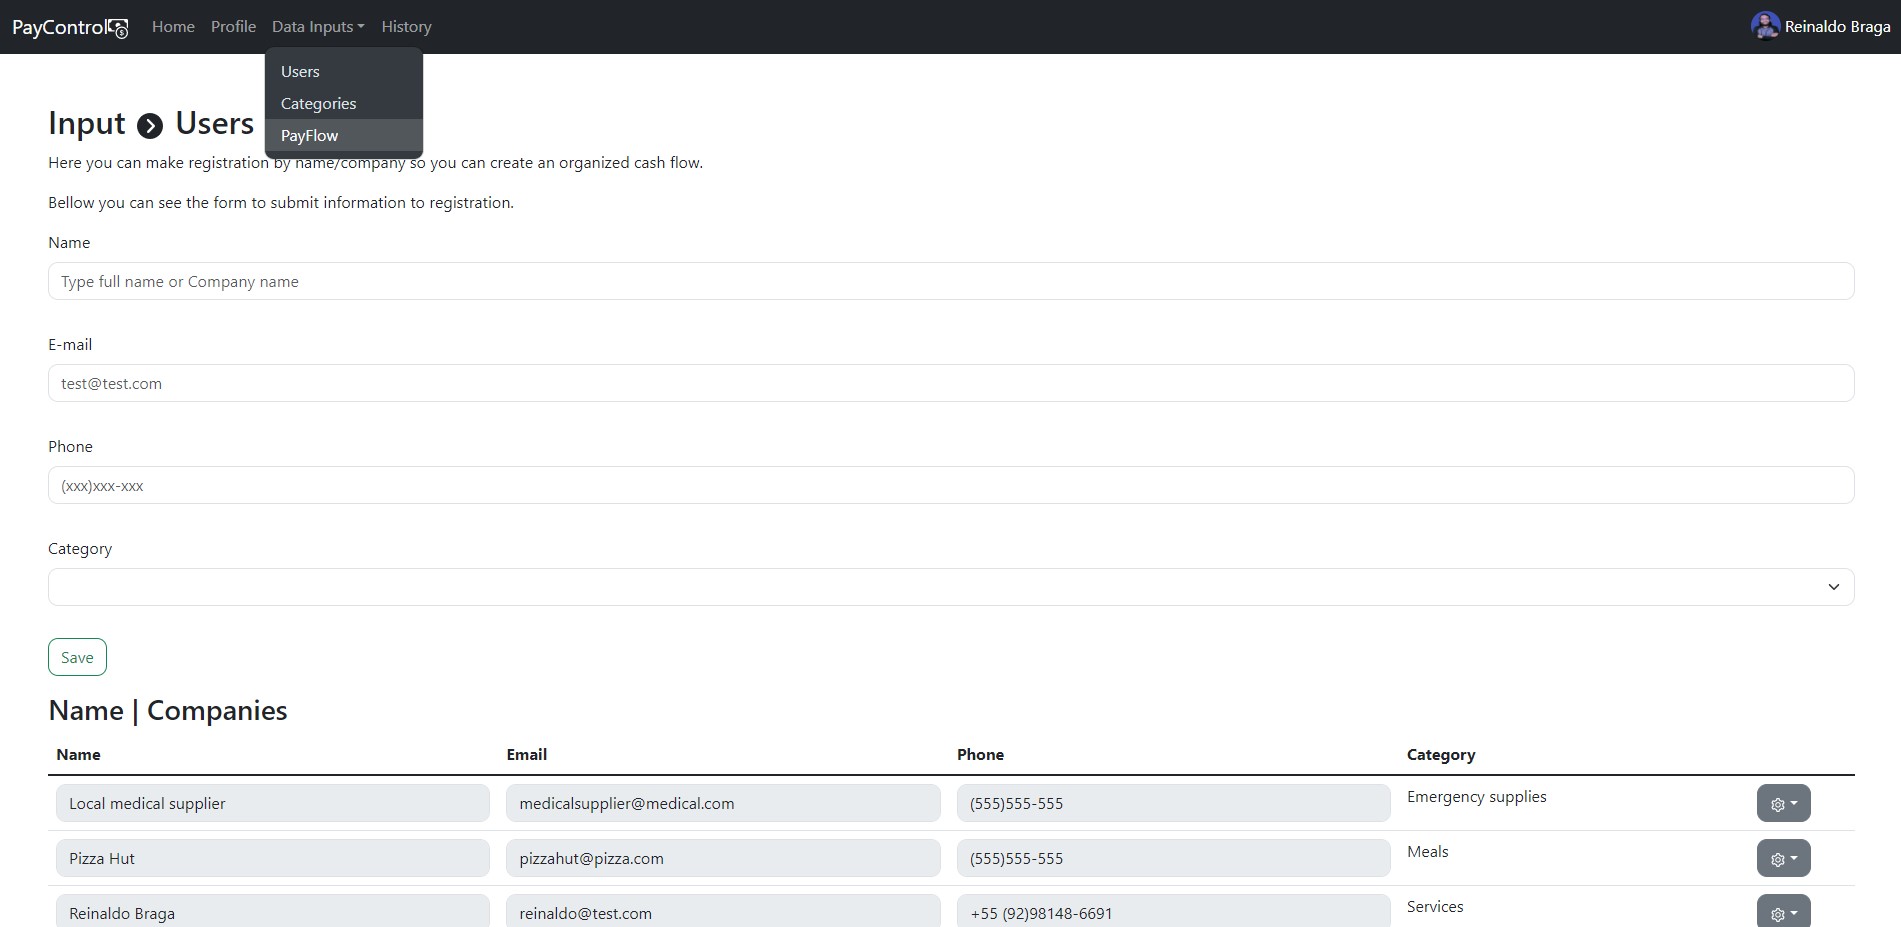 PayControl Home Profile Data Inputs History Reinaldo Braga
Users
Categories
PayFlow
Input Users
Here you can make registration by name/company so you can create an organized cash flow.
Bellow you can see the form to submit information to registration.
Name
Type full name or Company name
E-mail
test@test.com
Phone
(xxx)xxx-xxx
Category
Save
Name | Companies
Name Email Phone Category
Local medical supplier medicalsupplier@medical.com (555)555-555 Emergency supplies
Pizza Hut pizzahut@pizza.com (555)555-555 Meals
Reinaldo Braga reinaldo@test.com +55 (92)98148-6691 Services